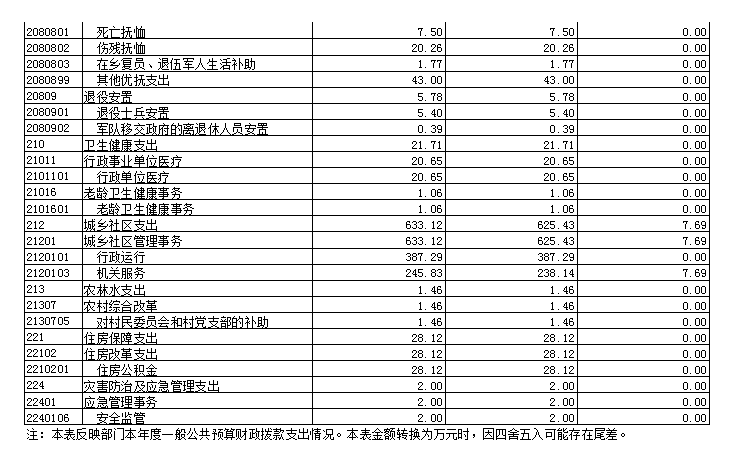 2080801 死亡抚恤 7.50 7.50 0.00
2080802 伤残抚恤 20.26 20.26 0.00
2080803 在乡复员、退伍军人生活补助 1.77 1.77 0.00
2080899 其他优抚支出 43.00 43.00 0.00
20809 退役安置 5.78 5.78 0.00
2080901 退役士兵安置 5.40 5.40 0.00
2080902 军队移交政府的离退休人员安置 0.39 0.39 0.00
210 卫生健康支出 21.71 21.71 0.00
21011 行政事业单位医疗 20.65 20.65 0.00
2101101 行政单位医疗 20.65 20.65 0.00
21016 老龄卫生健康事务 1.06 1.06 0.00
2101601 老龄卫生健康事务 1.06 1.06 0.00
212 城乡社区支出 633.12 625.43 7.69
21201 城乡社区管理事务 633.12 625.43 7.69
2120101 行政运行 387.29 387.29 0.00
2120103 机关服务 245.83 238.14 7.69
213 农林水支出 1.46 1.46 0.00
21307 农村综合改革 1.46 1.46 0.00
2130705 对村民委员会和村党支部的补助 1.46 1.46 0.00
221 住房保障支出 28.12 28.12 0.00
22102 住房改革支出 28.12 28.12 0.00
2210201 住房公积金 28.12 28.12 0.00
224 灾害防治及应急管理支出 2.00 2.00 0.00
22401 应急管理事务 2.00 2.00 0.00
2240106 安全监管 2.00 2.00 0.00
注：本表反映部门本年度一般公共预算财政拨款支出情况。本表金额转换为万元时，因四舍五入可能存在尾差。